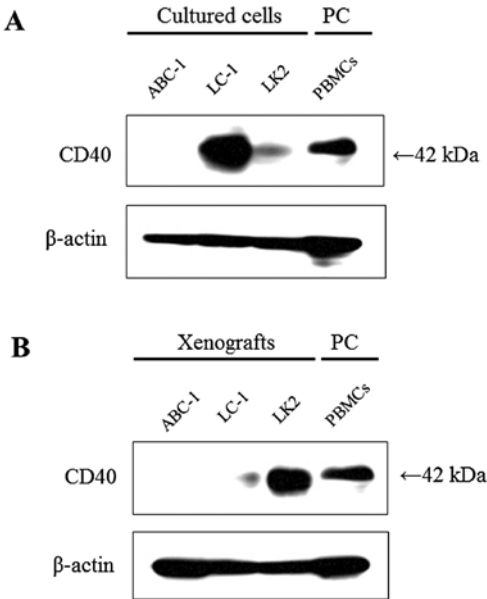 A
Cultured cells PC
ABC-1 LC-1 LK2 PBMCs
CD40 ←42 kDa
β-actin
B
Xenografts PC
ABC-1 LC-1 LK2 PBMCs
CD40 ←42 kDa
β-actin